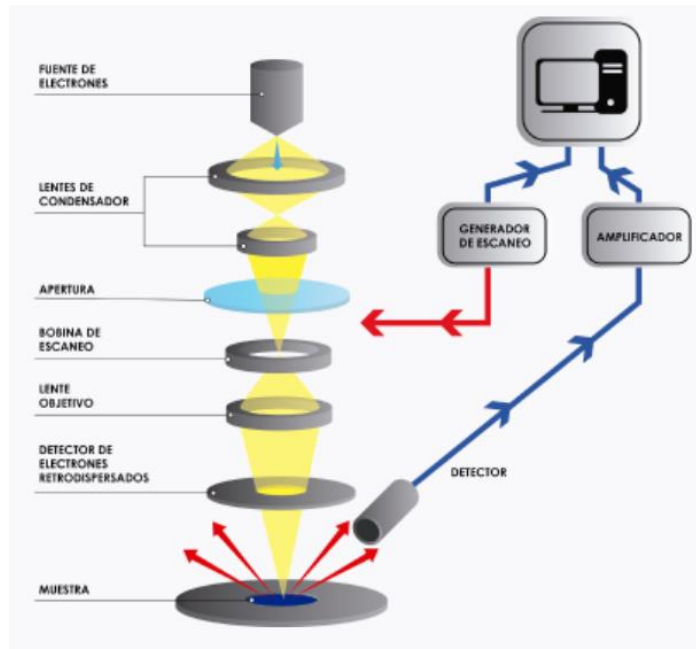 FUENTE DE
ELECTRONES
LENTES DE
CONDENSADOR
APERTURA
BOBINA DE
ESCANEO
LENTE
OBJETIVO
DETECTOR DE
ELECTRONES
RETRODISPERSADOS
MUESTRA
GENERADOR
DE ESCANEO
AMPLIFICADOR
DETECTOR